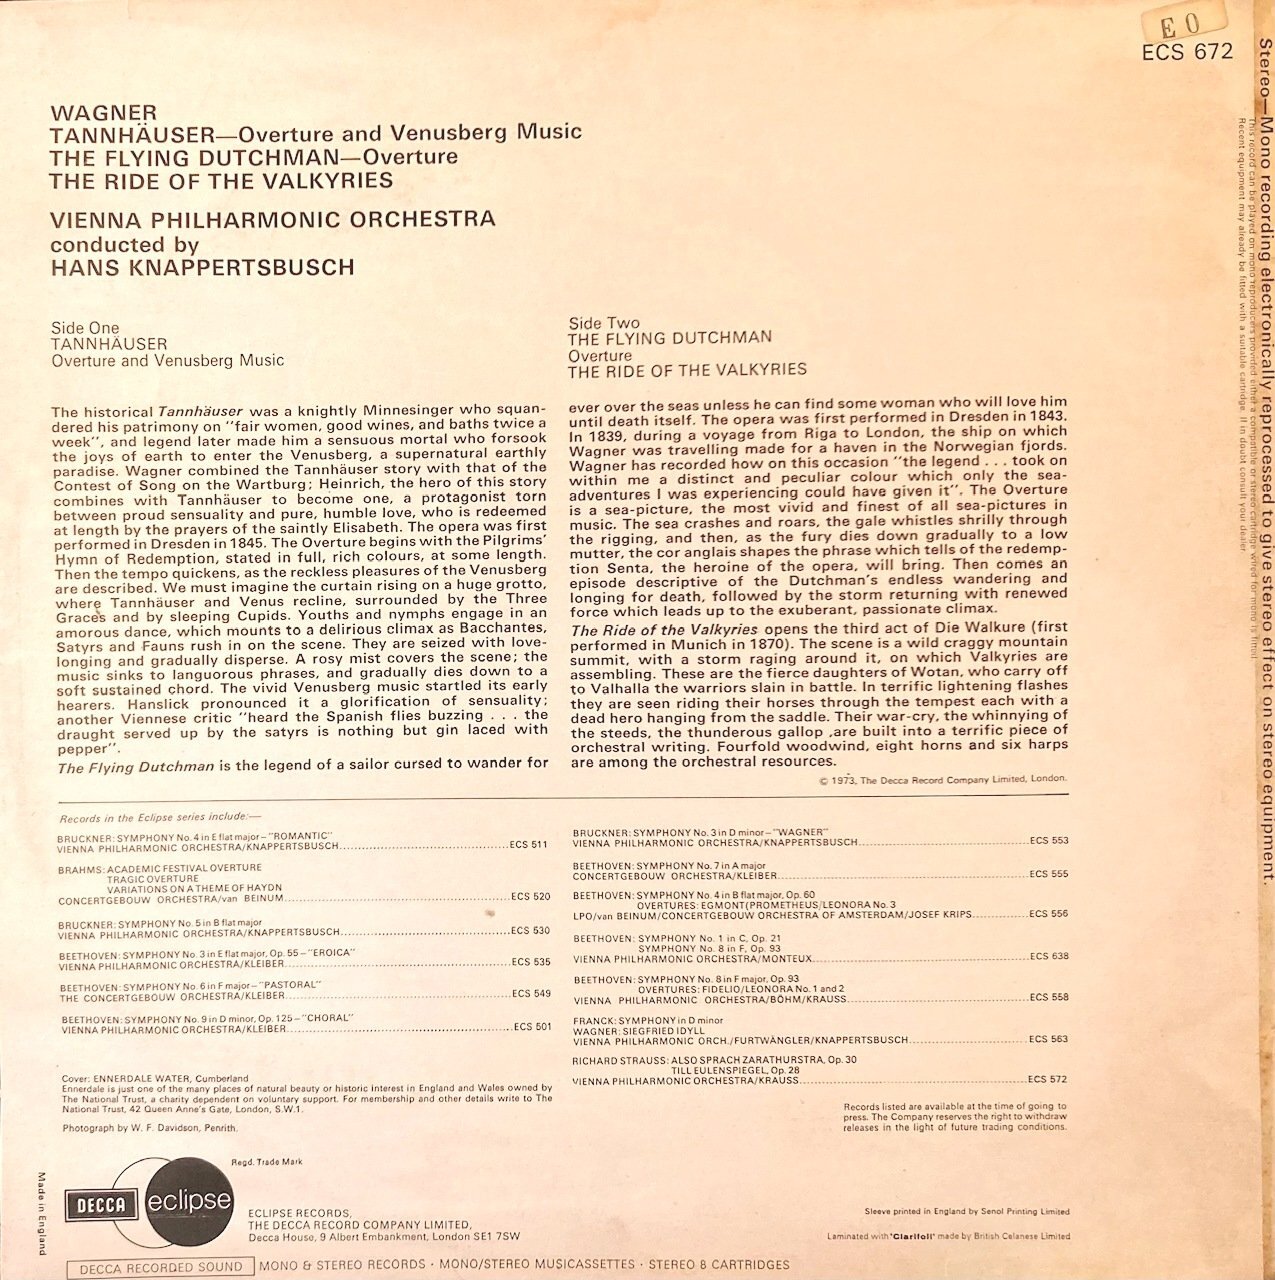 E O
ECS 672
WAGNER
TANNHÄUSER—Overture and Venusberg Music
THE FLYING DUTCHMAN—Overture
THE RIDE OF THE VALKYRIES
VIENNA PHILHARMONIC ORCHESTRA
conducted by
HANS KNAPPERTSBUSCH
Side One
TANNHÄUSER
Overture and Venusberg Music
The historical Tannhäuser was a knightly Minnesinger who squan-
dered his patrimony on "fair women, good wines, and baths twice a
week", and legend later made him a sensuous mortal who forsook
the joys of earth to enter the Venusberg, a supernatural earthly
paradise. Wagner combined the Tannhäuser story with that of the
Contest of Song on the Wartburg; Heinrich, the hero of this story
combines with Tannhäuser to become one, a protagonist torn
between proud sensuality and pure, humble love, who is redeemed
at length by the prayers of the saintly Elisabeth. The opera was first
performed in Dresden in 1845. The Overture begins with the Pilgrims'
Hymn of Redemption, stated in full, rich colours, at some length.
Then the tempo quickens, as the reckless pleasures of the Venusberg
are described. We must imagine the curtain rising on a huge grotto,
where Tannhäuser and Venus recline, surrounded by the Three
Graces and by sleeping Cupids. Youths and nymphs engage in an
amorous dance, which mounts to a delirious climax as Bacchantes,
Satyrs and Fauns rush in on the scene. They are seized with love-
longing and gradually disperse. A rosy mist covers the scene; the
music sinks to languorous phrases, and gradually dies down to a
soft sustained chord. The vivid Venusberg music startled its early
hearers. Hanslick pronounced it a glorification of sensuality;
another Viennese critic "heard the Spanish flies buzzing . . . the
draught served up by the satyrs is nothing but gin laced with
pepper".
The Flying Dutchman is the legend of a sailor cursed to wander for
Side Two
THE FLYING DUTCHMAN
Overture
THE RIDE OF THE VALKYRIES
ever over the seas unless he can find some woman who will love him
until death itself. The opera was first performed in Dresden in 1843.
In 1839, during a voyage from Riga to London, the ship on which
Wagner was travelling made for a haven in the Norwegian fjords.
Wagner has recorded how on this occasion "the legend . . . took on
within me a distinct and peculiar colour which only the sea-
adventures I was experiencing could have given it". The Overture
is a sea-picture, the most vivid and finest of all sea-pictures in
music. The sea crashes and roars, the gale whistles shrilly through
the rigging, and then, as the fury dies down gradually to a low
mutter, the cor anglais shapes the phrase which tells of the redemp-
tion Senta, the heroine of the opera, will bring. Then comes an
episode descriptive of the Dutchman's endless wandering and
longing for death, followed by the storm returning with renewed
force which leads up to the exuberant, passionate climax.
The Ride of the Valkyries opens the third act of Die Walkure (first
performed in Munich in 1870). The scene is a wild craggy mountain
summit, with a storm raging around it, on which Valkyries are
assembling. These are the fierce daughters of Wotan, who carry off
to Valhalla the warriors slain in battle. In terrific lightening flashes
they are seen riding their horses through the tempest each with a
dead hero hanging from the saddle. Their war-cry, the whinnying of
the steeds, the thunderous gallop ,are built into a terrific piece of
orchestral writing. Fourfold woodwind, eight horns and six harps
are among the orchestral resources.
© 1973, The Decca Record Company Limited, London.
Records in the Eclipse series include:—
BRUCKNER: SYMPHONY No. 4 in E flat major—"ROMANTIC"
VIENNA PHILHARMONIC ORCHESTRA/KNAPPERTSBUSCH ECS 511
BRAHMS: ACADEMIC FESTIVAL OVERTURE
TRAGIC OVERTURE
VARIATIONS ON A THEME OF HAYDN
CONCERTGEBOUW ORCHESTRA/van BEINUM ECS 520
BRUCKNER: SYMPHONY No. 5 in B flat major
VIENNA PHILHARMONIC ORCHESTRA/KNAPPERTSBUSCH ECS 530
BEETHOVEN: SYMPHONY No. 3 in E flat major, Op. 55—"EROICA"
VIENNA PHILHARMONIC ORCHESTRA/KLEIBER ECS 535
BEETHOVEN: SYMPHONY No. 6 in F major—"PASTORAL"
THE CONCERTGEBOUW ORCHESTRA/KLEIBER ECS 549
BEETHOVEN: SYMPHONY No. 9 in D minor, Op. 125—"CHORAL"
VIENNA PHILHARMONIC ORCHESTRA/KLEIBER ECS 501
BRUCKNER: SYMPHONY No. 3 in D minor—"WAGNER"
VIENNA PHILHARMONIC ORCHESTRA/KNAPPERTSBUSCH ECS 553
BEETHOVEN: SYMPHONY No. 7 in A major
CONCERTGEBOUW ORCHESTRA/KLEIBER ECS 555
BEETHOVEN: SYMPHONY No. 4 in B flat major, Op. 60
OVERTURES: EGMONT(PROMETHEUS/LEONORA No. 3
LPO/van BEINUM/CONCERTGEBOUW ORCHESTRA OF AMSTERDAM/JOSEF KRIPS ECS 556
BEETHOVEN: SYMPHONY No. 1 in C, Op. 21
SYMPHONY No. 8 in F, Op. 93
VIENNA PHILHARMONIC ORCHESTRA/MONTEUX ECS 638
BEETHOVEN: SYMPHONY No. 8 in F major, Op. 93
OVERTURES: FIDELIO/LEONORA No. 1 and 2
VIENNA PHILHARMONIC ORCHESTRA/BÖHM/KRAUSS ECS 558
FRANCK: SYMPHONY in D minor
WAGNER: SIEGFRIED IDYLL
VIENNA PHILHARMONIC ORCH./FURTWÄNGLER/KNAPPERTSBUSCH ECS 563
RICHARD STRAUSS: ALSO SPRACH ZARATHURSTRA, Op. 30
TILL EULENSPIEGEL, Op. 28
VIENNA PHILHARMONIC ORCHESTRA/KRAUSS ECS 572
Cover: ENNERDALE WATER, Cumberland
Ennerdale is just one of the many places of natural beauty or historic interest in England and Wales owned by
The National Trust, a charity dependent on voluntary support. For membership and other details write to The
National Trust, 42 Queen Anne's Gate, London, S.W.1.
Photograph by W. F. Davidson, Penrith.
Records listed are available at the time of going to
press. The Company reserves the right to withdraw
releases in the light of future trading conditions.
Regd. Trade Mark
DECCA eclipse
ECLIPSE RECORDS,
THE DECCA RECORD COMPANY LIMITED,
Decca House, 9 Albert Embankment, London SE1 7SW
Made in England
Sleeve printed in England by Senol Printing Limited
Laminated with 'Clarifoil' made by British Celanese Limited
DECCA RECORDED SOUND MONO & STEREO RECORDS · MONO/STEREO MUSICASSETTES · STEREO 8 CARTRIDGES
Stereo—Mono recording electronically reprocessed to give stereo effect on stereo equipment.
This record can be played on mono reproducers provided either a compatible or stereo cartridge wired for mono is fitted.
Recent equipment may already be fitted with a suitable cartridge. If in doubt consult your dealer.